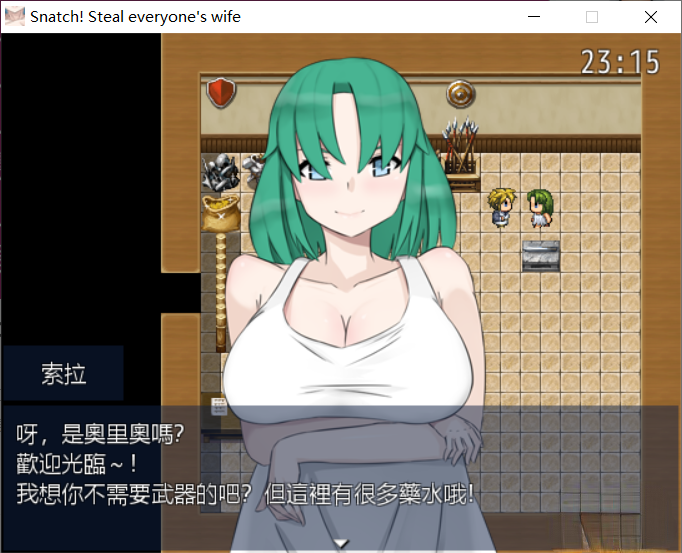 Snatch! Steal everyone's wife
23:15
索拉
呀，是奧里奧嗎？
歡迎光臨～！
我想你不需要武器的吧？但這裡有很多藥水哦！